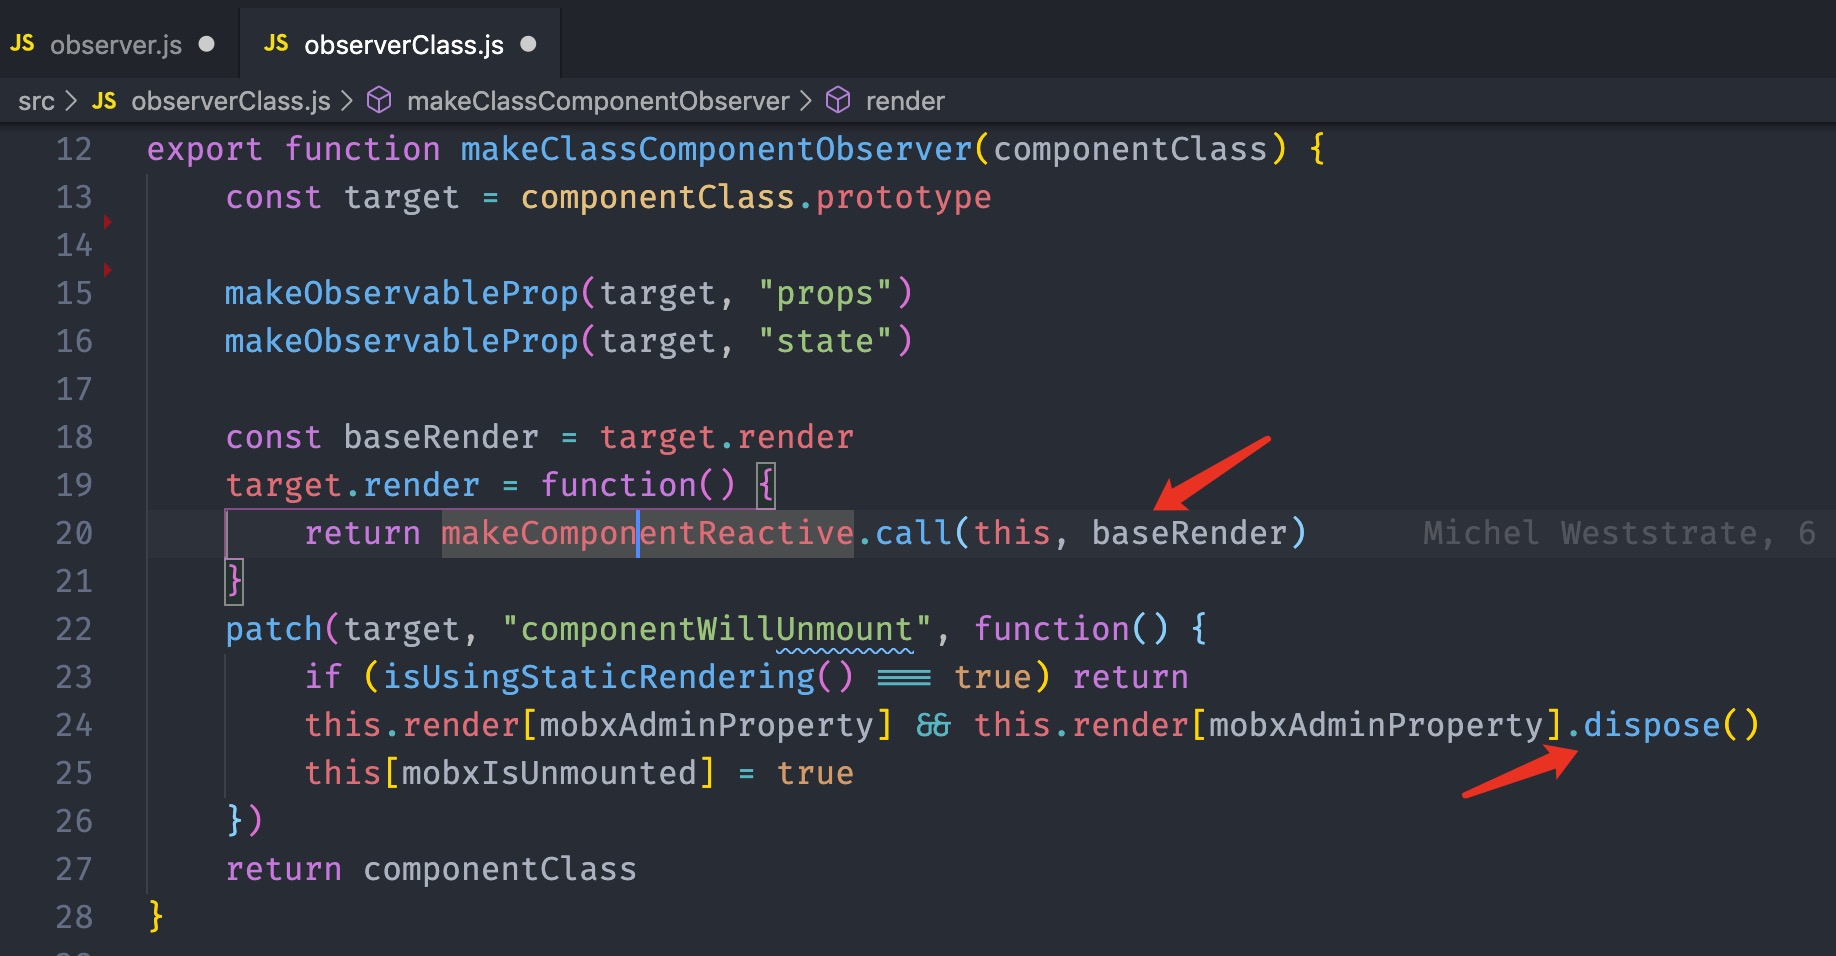 JS observer.js JS observerClass.js
src > JS observerClass.js > makeClassComponentObserver > render
12 export function makeClassComponentObserver(componentClass) {
13 const target = componentClass.prototype
14
15 makeObservableProp(target, "props")
16 makeObservableProp(target, "state")
17
18 const baseRender = target.render
19 target.render = function() {
20 return makeComponentReactive.call(this, baseRender) Michel Weststrate, 6
21 }
22 patch(target, "componentWillUnmount", function() {
23 if (isUsingStaticRendering() === true) return
24 this.render[mobxAdminProperty] && this.render[mobxAdminProperty].dispose()
25 this[mobxIsUnmounted] = true
26 })
27 return componentClass
28 }